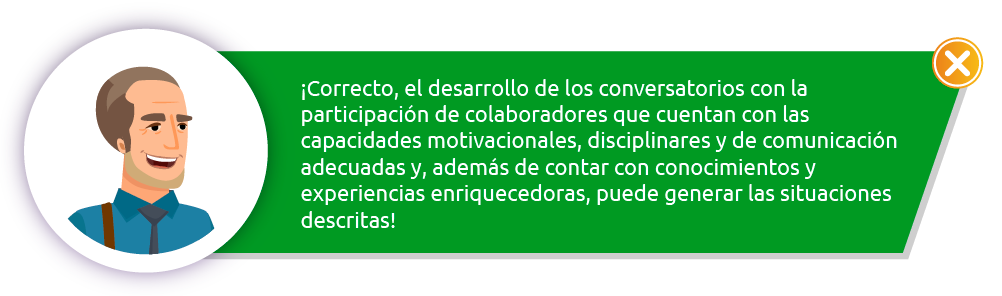 ¡Correcto, el desarrollo de los conversatorios con la
participación de colaboradores que cuentan con las
capacidades motivacionales, disciplinares y de comunicación
adecuadas y, además de contar con conocimientos y
experiencias enriquecedoras, puede generar las situaciones
descritas!